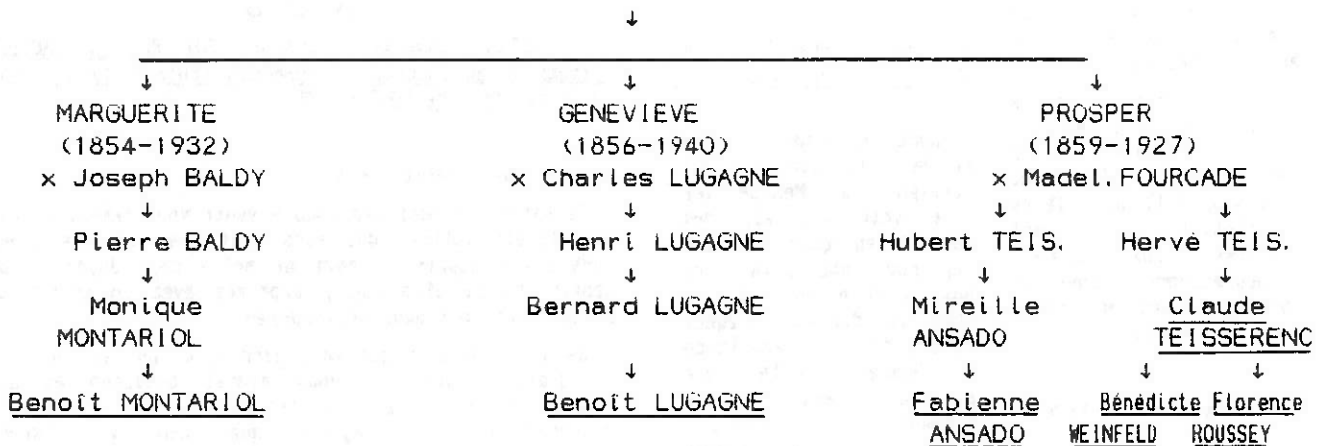 MARGUERITE GENEVIEVE PROSPER
(1854-1932) (1856-1940) (1859-1927)
× Joseph BALDY × Charles LUGAGNE × Madel. FOURCADE
Pierre BALDY Henri LUGAGNE Hubert TEIS. Hervé TEIS.
Monique Bernard LUGAGNE Mireille Claude
MONTARIOL ANSADO TEISSERENC
Benoît MONTARIOL Benoît LUGAGNE Fabienne Bénédicte Florence
ANSADO WEINFELD ROUSSEY